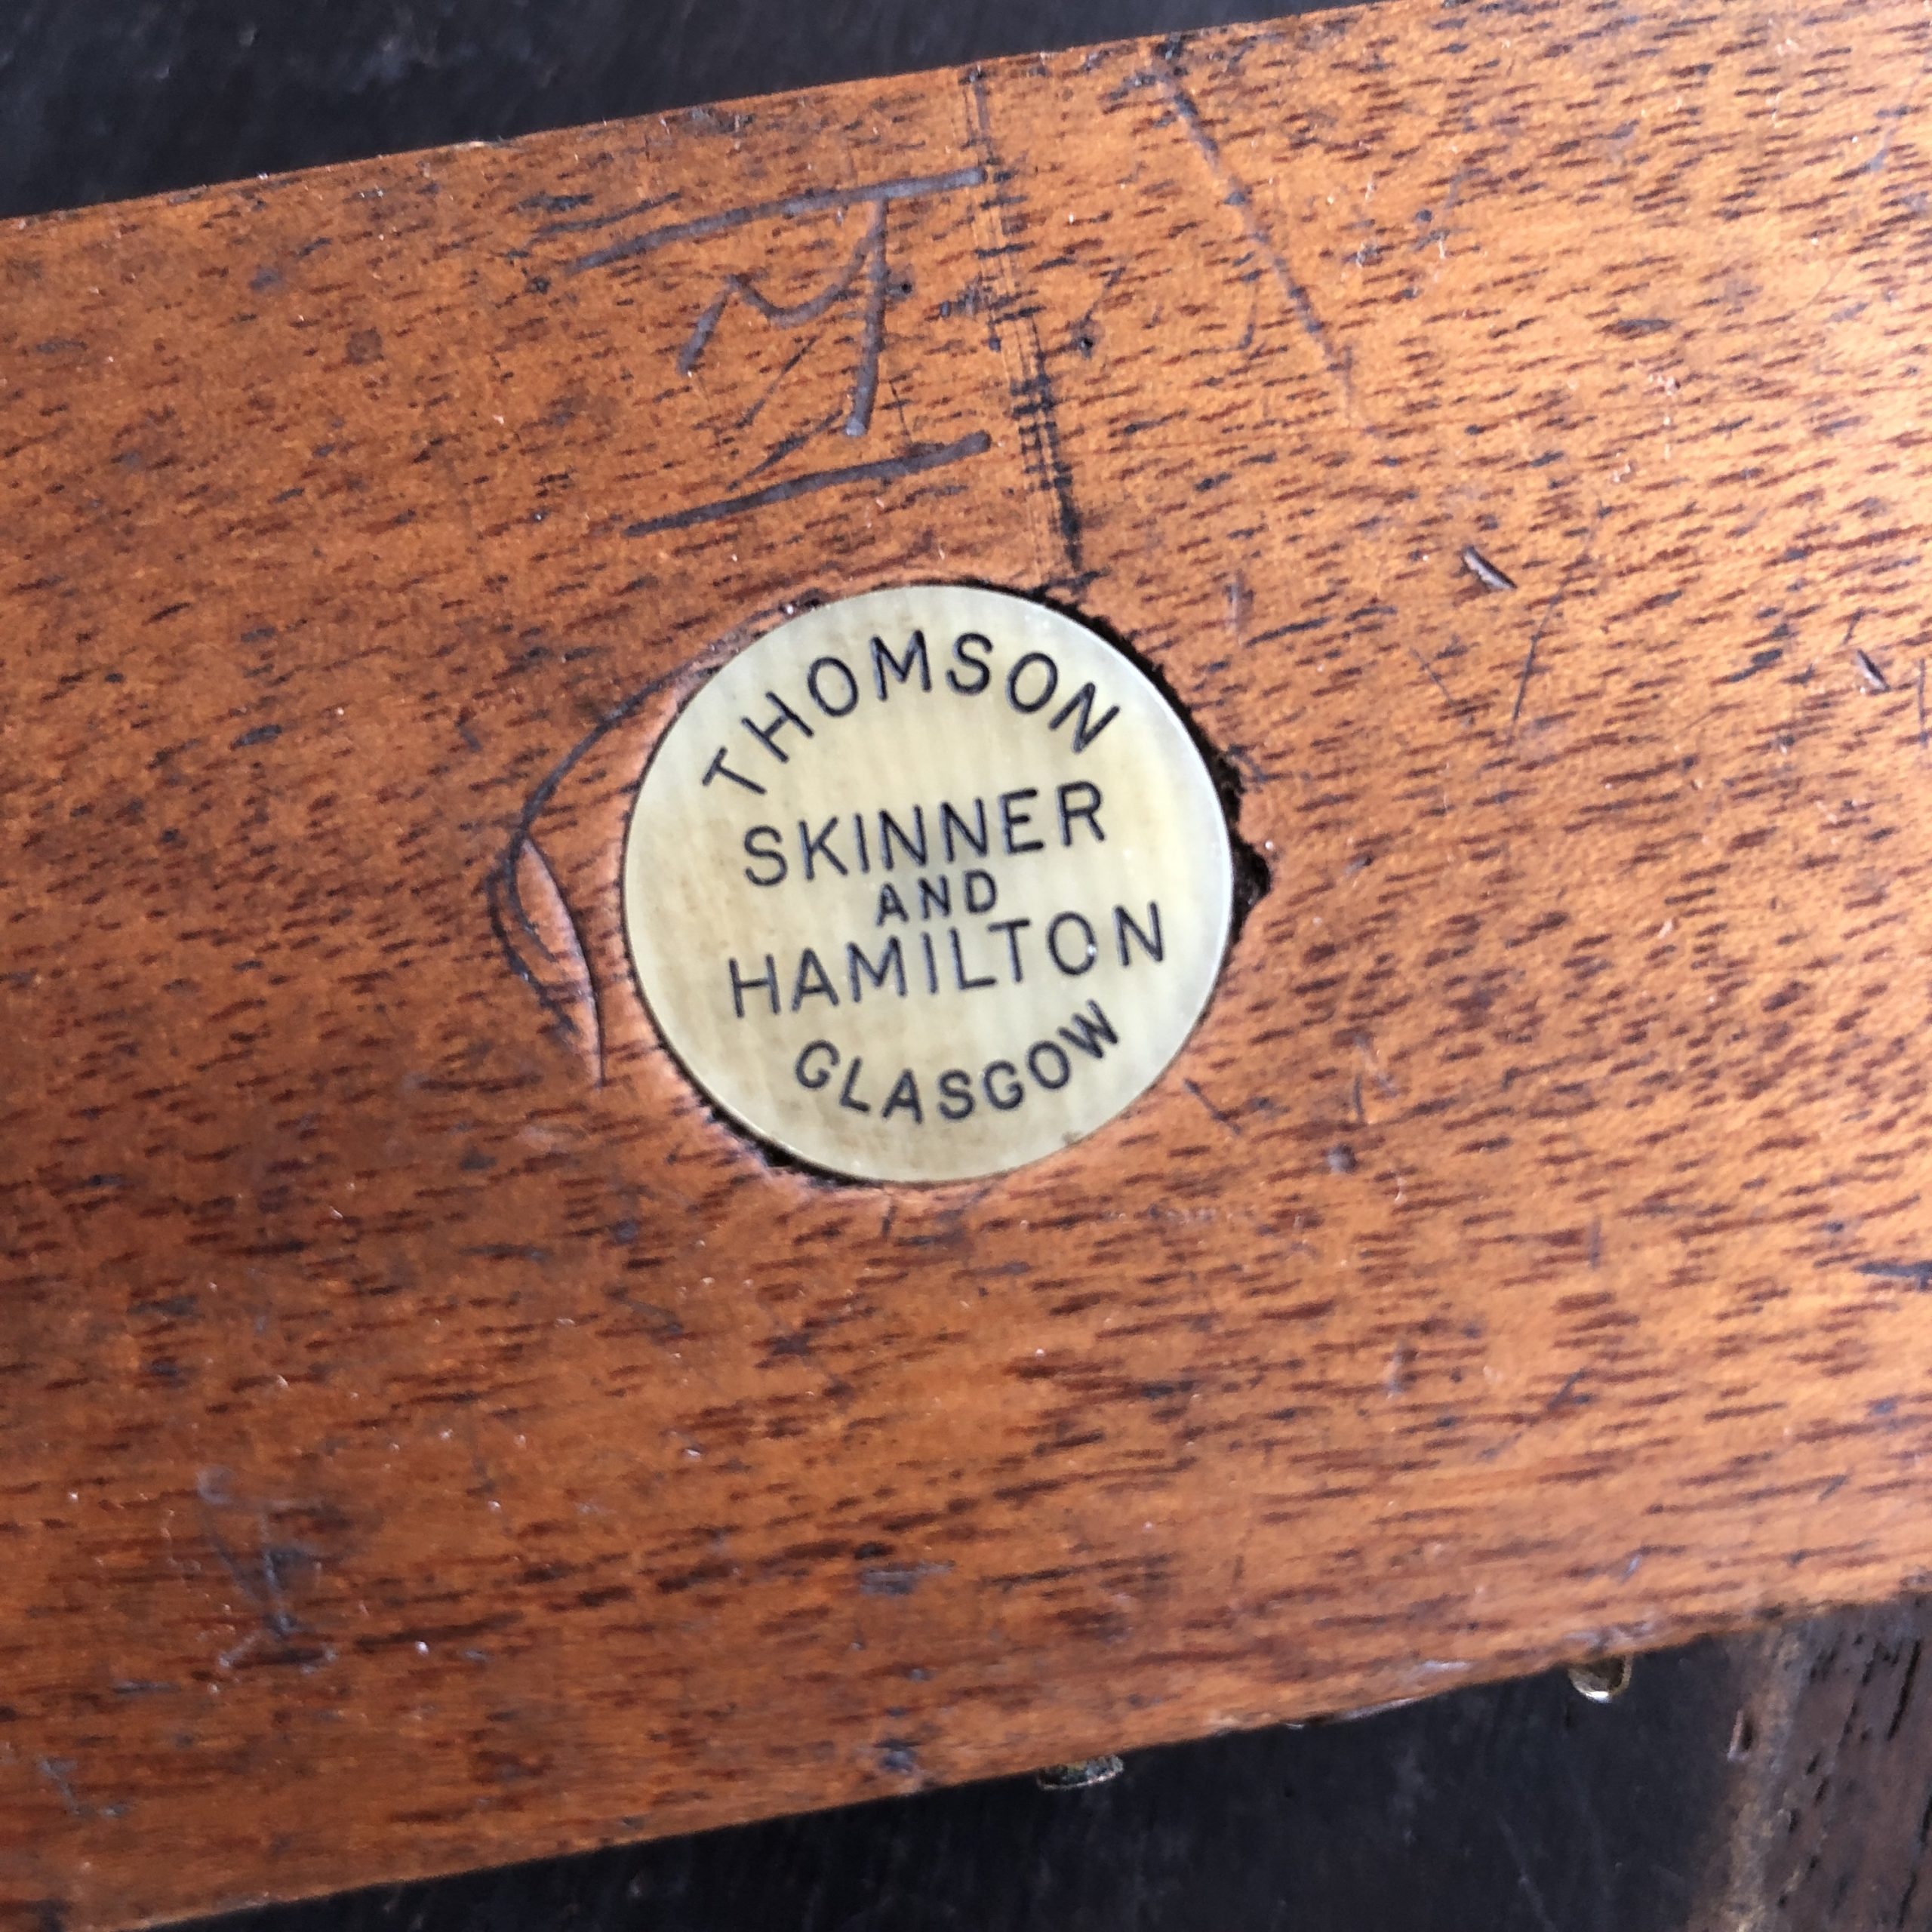 THOMSON
SKINNER
AND
HAMILTON
GLASGOW